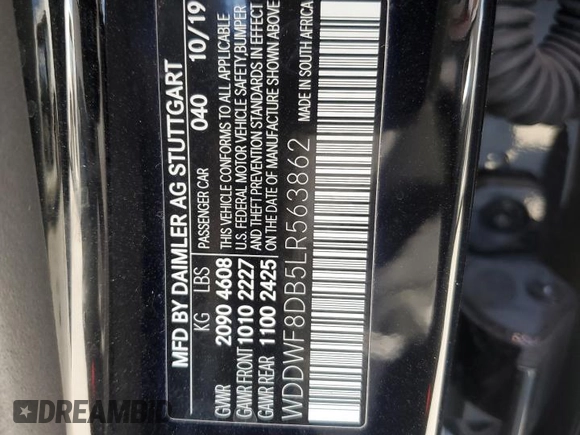 MFD BY DAIMLER AG STUTTGART
KG LBS PASSENGER CAR 040 10/19
GVWR 2090 4608 THIS VEHICLE CONFORMS TO ALL APPLICABLE
GAWR FRONT 1010 2227 U.S. FEDERAL MOTOR VEHICLE SAFETY, BUMPER
GAWR REAR 1100 2425 AND THEFT PREVENTION STANDARDS IN EFFECT
ON THE DATE OF MANUFACTURE SHOWN ABOVE
WDDWF8DB5LR563862 MADE IN SOUTH AFRICA
DREAMBID